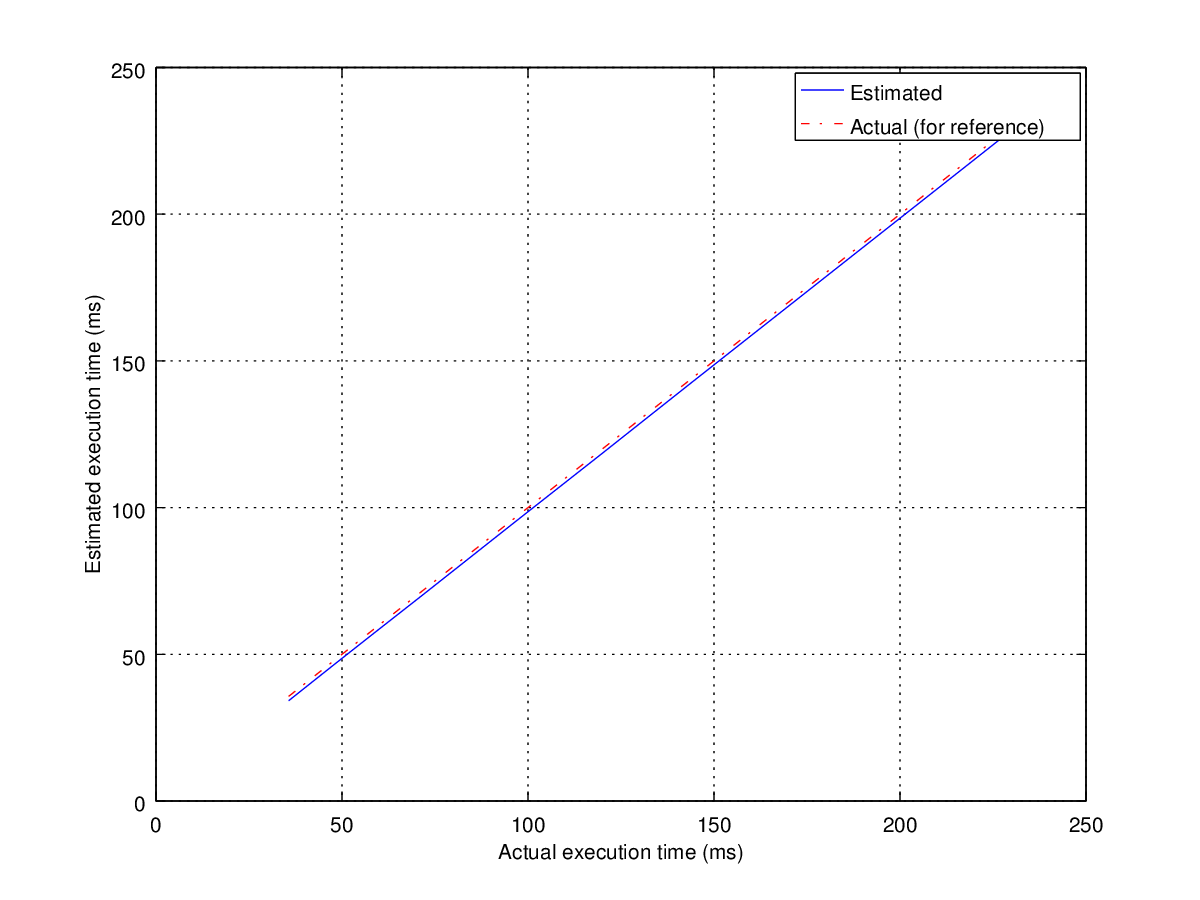 250
Estimated
Actual (for reference)
200
150
100
50
0
Estimated execution time (ms)
0 50 100 150 200 250
Actual execution time (ms)